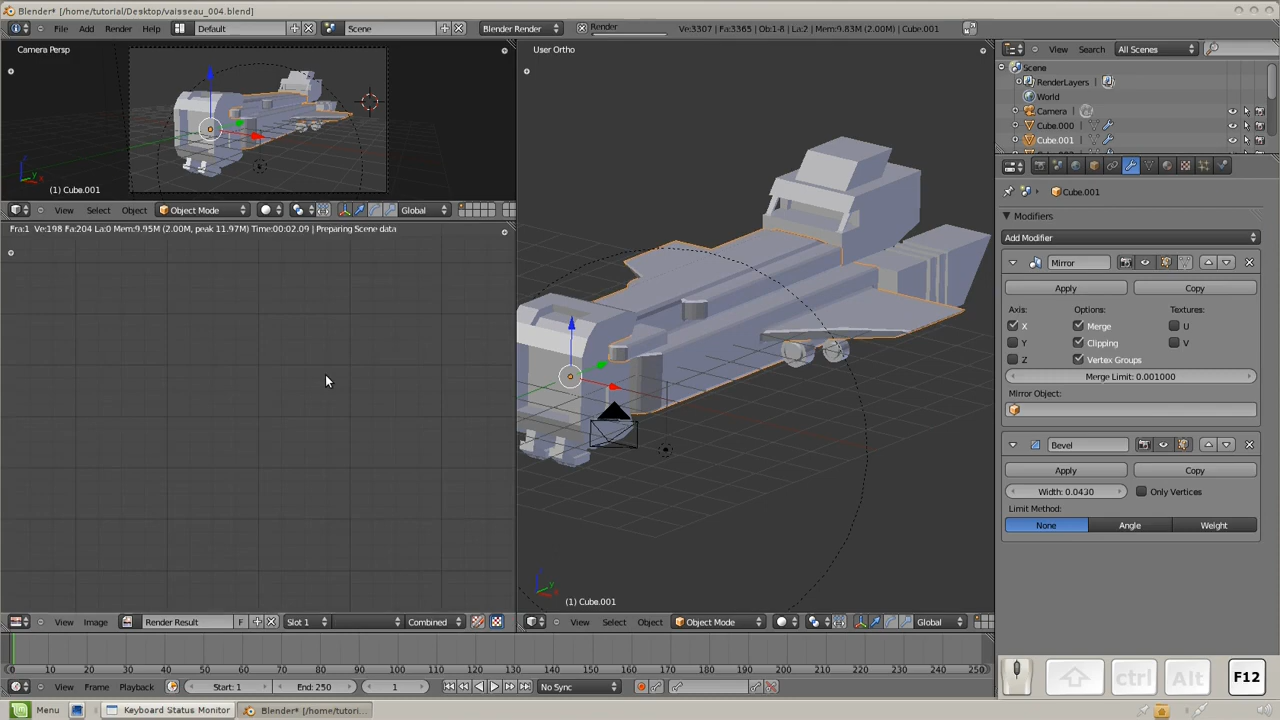 Blender* [/home/tutorial/Desktop/vaisseau_004.blend]
File Add Render Help Default Scene Blender Render Render Ve:3307 | Fa:3365 | Ob:1-8 | La:2 | Mem:9.83M (2.00M) | Cube.001
Camera Persp
(1) Cube.001
View Select Object Object Mode Global
Fra:1 Ve:198 Fa:204 La:0 Mem:9.95M (2.00M, peak 11.97M) Time:00:02.09 | Preparing Scene data
View Image Render Result F Slot 1 Combined
User Ortho
(1) Cube.001
View Select Object Object Mode Global
View Search All Scenes
Scene
RenderLayers
World
Camera
Cube.000
Cube.001
Cube.001
Modifiers
Add Modifier
Mirror
Apply Copy
Axis: Options: Textures:
X Merge U
Y Clipping V
Z Vertex Groups
Merge Limit: 0.001000
Mirror Object:
Bevel
Apply Copy
Width: 0.0430 Only Vertices
Limit Method:
None Angle Weight
0 10 20 30 40 50 60 70 80 90 100 110 120 130 140 150 160 170 180 190 200 210 220 230 240 250
View Frame Playback Start: 1 End: 250 1 No Sync
ctrl Alt F12
Menu Keyboard Status Monitor Blender* [/home/tutori...